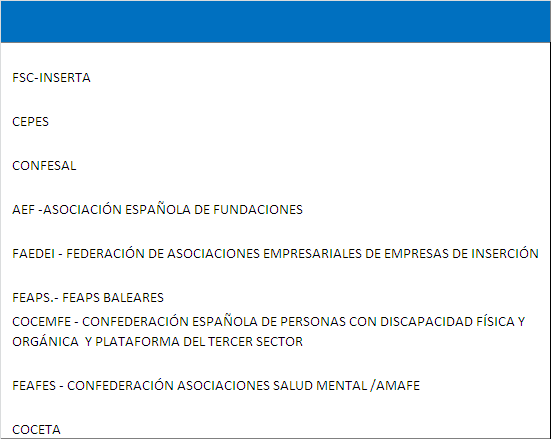 FSC-INSERTA
CEPES
CONFESAL
AEF -ASOCIACIÓN ESPAÑOLA DE FUNDACIONES
FAEDEI - FEDERACIÓN DE ASOCIACIONES EMPRESARIALES DE EMPRESAS DE INSERCIÓN
FEAPS.- FEAPS BALEARES
COCEMFE - CONFEDERACIÓN ESPAÑOLA DE PERSONAS CON DISCAPACIDAD FÍSICA Y
ORGÁNICA  Y PLATAFORMA DEL TERCER SECTOR
FEAFES - CONFEDERACIÓN ASOCIACIONES SALUD MENTAL /AMAFE
COCETA